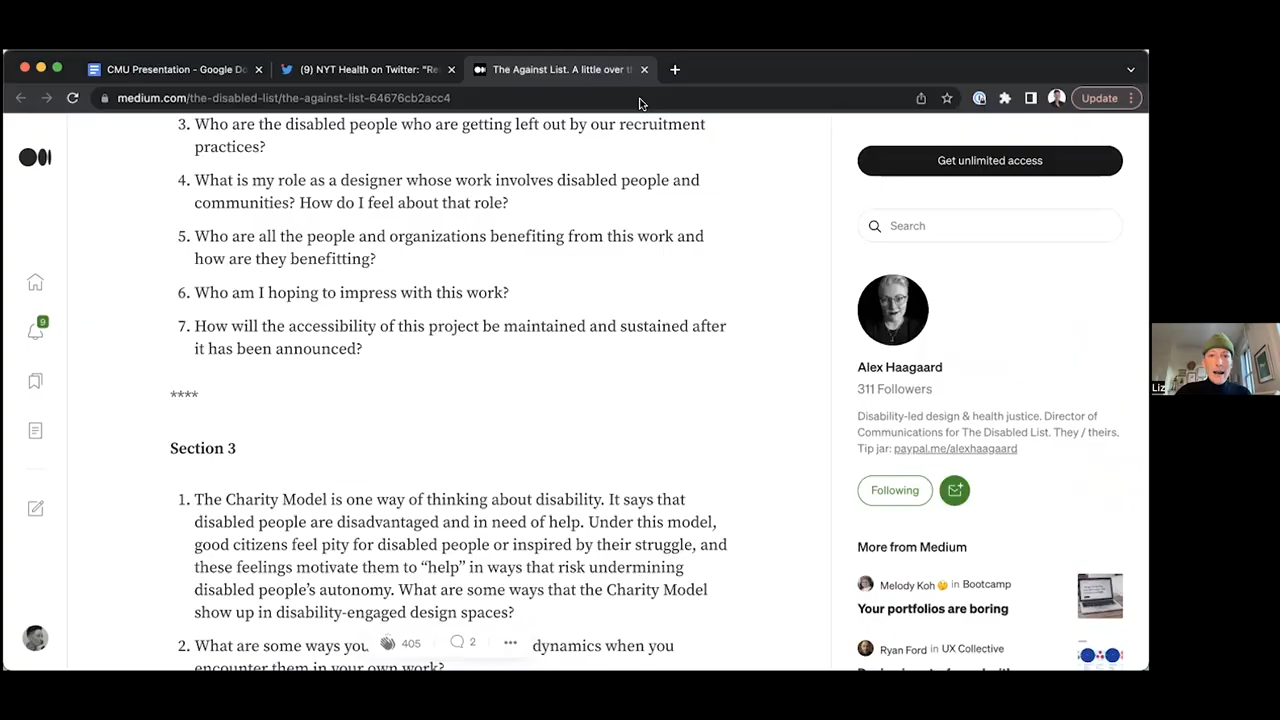 CMU Presentation - Google Do
(9) NYT Health on Twitter: "Re
The Against List. A little over t
medium.com/the-disabled-list/the-against-list-64676cb2acc4
Update
3. Who are the disabled people who are getting left out by our recruitment
practices?
4. What is my role as a designer whose work involves disabled people and
communities? How do I feel about that role?
5. Who are all the people and organizations benefiting from this work and
how are they benefitting?
6. Who am I hoping to impress with this work?
7. How will the accessibility of this project be maintained and sustained after
it has been announced?
****
Section 3
1. The Charity Model is one way of thinking about disability. It says that
disabled people are disadvantaged and in need of help. Under this model,
good citizens feel pity for disabled people or inspired by their struggle, and
these feelings motivate them to “help” in ways that risk undermining
disabled people’s autonomy. What are some ways that the Charity Model
show up in disability-engaged design spaces?
2. What are some ways you
dynamics when you
encounter them in your own work?
405
2
9
Get unlimited access
Search
Alex Haagaard
311 Followers
Disability-led design & health justice. Director of
Communications for The Disabled List. They / theirs.
Tip jar: paypal.me/alexhaagaard
Following
More from Medium
Melody Koh in Bootcamp
Your portfolios are boring
Ryan Ford in UX Collective
Liz